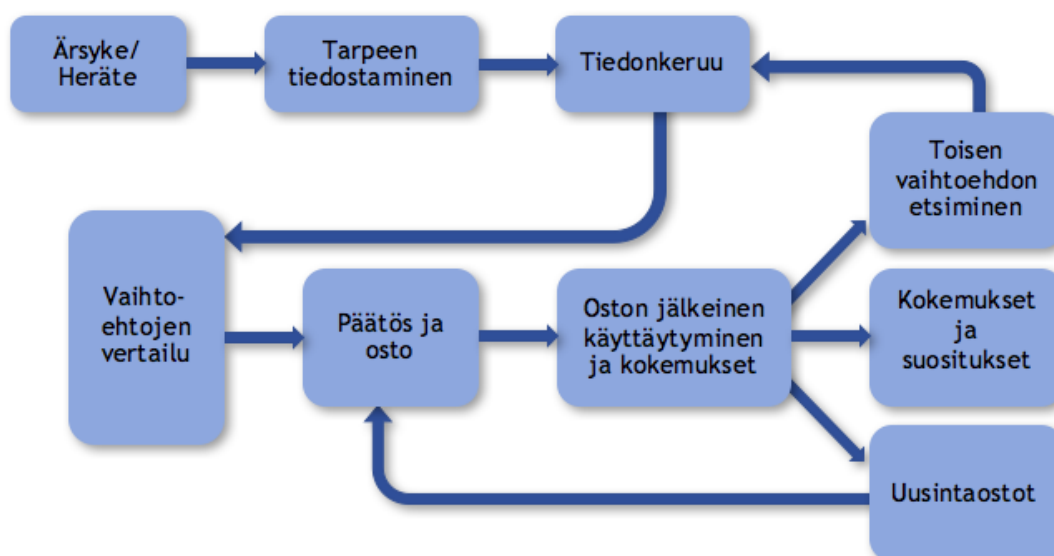 Ärsyke/
Heräte
Tarpeen
tiedostaminen
Tiedonkeruu
Toisen
vaihtoehdon
etsiminen
Vaihto-
ehtojen
vertailu
Päätös ja
osto
Oston jälkeinen
käyttäytyminen
ja kokemukset
Kokemukset
ja
suositukset
Uusintaostot